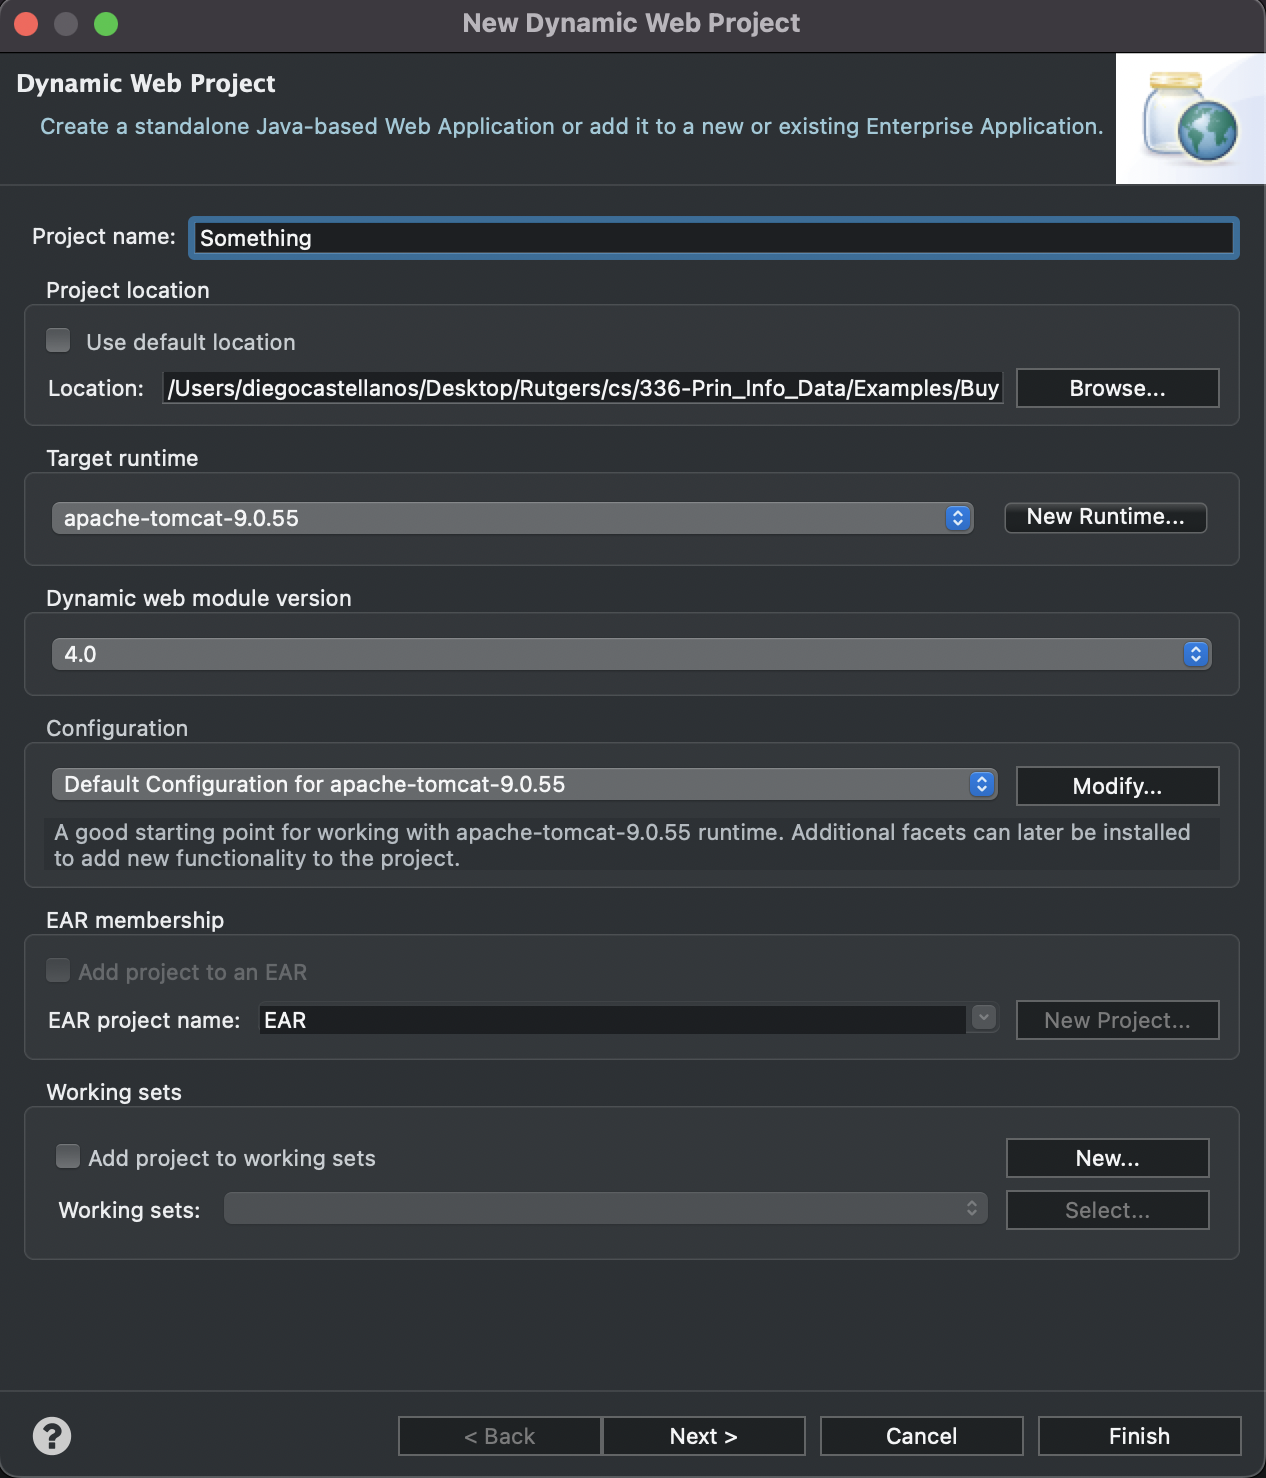 New Dynamic Web Project
Dynamic Web Project
Create a standalone Java-based Web Application or add it to a new or existing Enterprise Application.
Project name: Something
Project location
Use default location
Location: /Users/diegocastellanos/Desktop/Rutgers/cs/336-Prin_Info_Data/Examples/Buy Browse...
Target runtime
apache-tomcat-9.0.55 New Runtime...
Dynamic web module version
4.0
Configuration
Default Configuration for apache-tomcat-9.0.55 Modify...
A good starting point for working with apache-tomcat-9.0.55 runtime. Additional facets can later be installed
to add new functionality to the project.
EAR membership
Add project to an EAR
EAR project name: EAR New Project...
Working sets
Add project to working sets New...
Working sets: Select...
? < Back Next > Cancel Finish